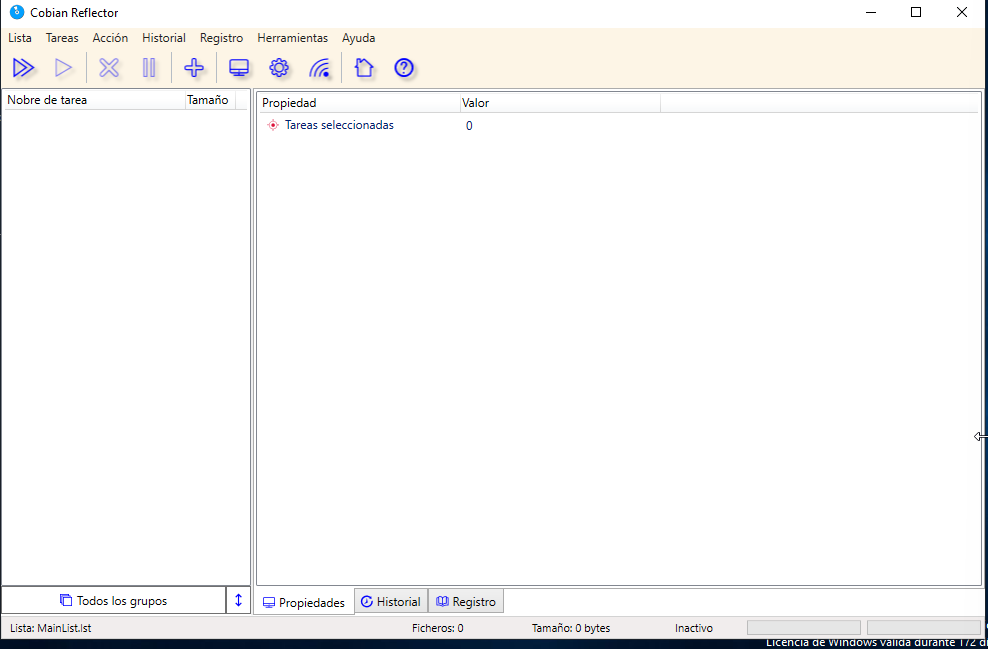 Cobian Reflector
Lista Tareas Acción Historial Registro Herramientas Ayuda
Nobre de tarea Tamaño
Propiedad Valor
Tareas seleccionadas 0
Todos los grupos
Propiedades Historial Registro
Lista: MainList.lst Ficheros: 0 Tamaño: 0 bytes Inactivo
Licencia de Windows válida durante 172 d